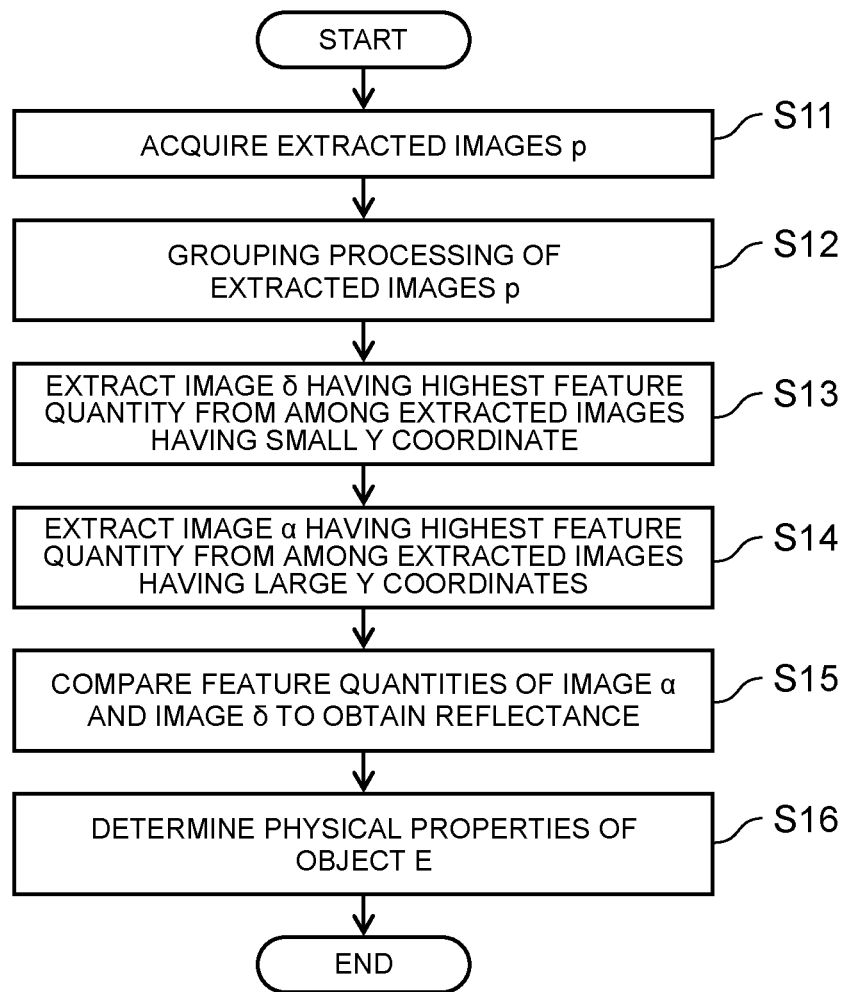 START
ACQUIRE EXTRACTED IMAGES p
S11
GROUPING PROCESSING OF
EXTRACTED IMAGES p
S12
EXTRACT IMAGE δ HAVING HIGHEST FEATURE
QUANTITY FROM AMONG EXTRACTED IMAGES
HAVING SMALL Y COORDINATE
S13
EXTRACT IMAGE α HAVING HIGHEST FEATURE
QUANTITY FROM AMONG EXTRACTED IMAGES
HAVING LARGE Y COORDINATES
S14
COMPARE FEATURE QUANTITIES OF IMAGE α
AND IMAGE δ TO OBTAIN REFLECTANCE
S15
DETERMINE PHYSICAL PROPERTIES OF
OBJECT E
S16
END